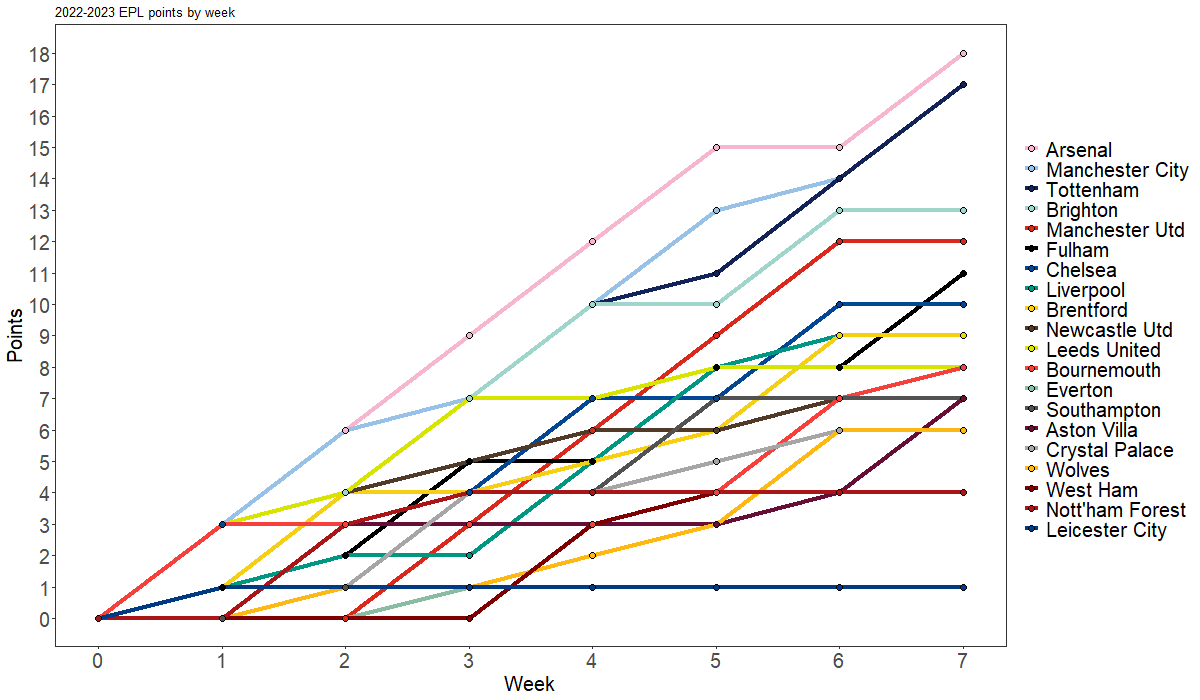 2022-2023 EPL points by week
18
17
16
15
14
13
12
11
10
9
8
7
6
5
4
3
2
1
0
Points
0 1 2 3 4 5 6 7
Week
Arsenal
Manchester City
Tottenham
Brighton
Manchester Utd
Fulham
Chelsea
Liverpool
Brentford
Newcastle Utd
Leeds United
Bournemouth
Everton
Southampton
Aston Villa
Crystal Palace
Wolves
West Ham
Nott'ham Forest
Leicester City